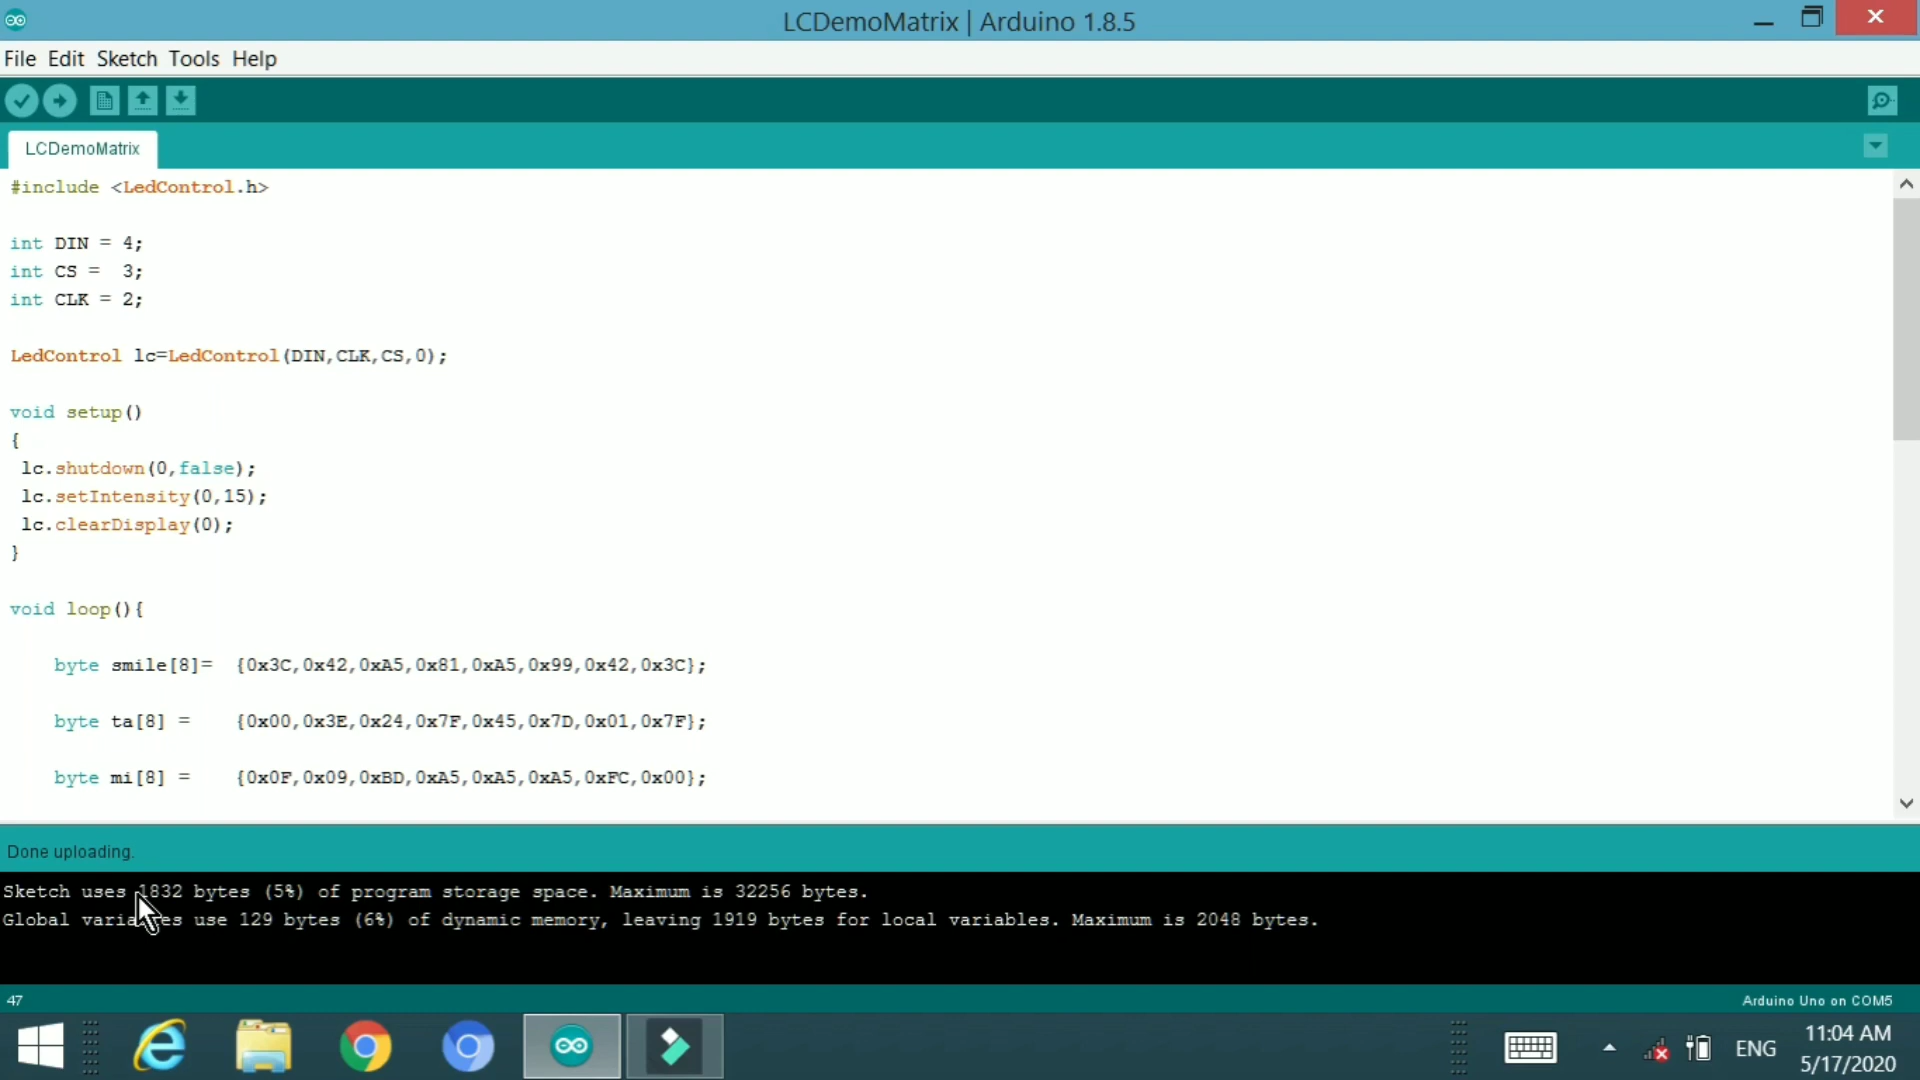 LCDemoMatrix | Arduino 1.8.5
File Edit Sketch Tools Help
LCDemoMatrix
#include <LedControl.h>
int DIN = 4;
int CS =  3;
int CLK = 2;
LedControl lc=LedControl(DIN,CLK,CS,0);
void setup()
{
lc.shutdown(0,false);
lc.setIntensity(0,15);
lc.clearDisplay(0);
}
void loop(){
byte smile[8]=  {0x3C,0x42,0xA5,0x81,0xA5,0x99,0x42,0x3C};
byte ta[8] =    {0x00,0x3E,0x24,0x7F,0x45,0x7D,0x01,0x7F};
byte mi[8] =    {0x0F,0x09,0xBD,0xA5,0xA5,0xA5,0xFC,0x00};
Done uploading.
Sketch uses 1832 bytes (5%) of program storage space. Maximum is 32256 bytes.
Global variables use 129 bytes (6%) of dynamic memory, leaving 1919 bytes for local variables. Maximum is 2048 bytes.
47
Arduino Uno on COM5
ENG
11:04 AM
5/17/2020